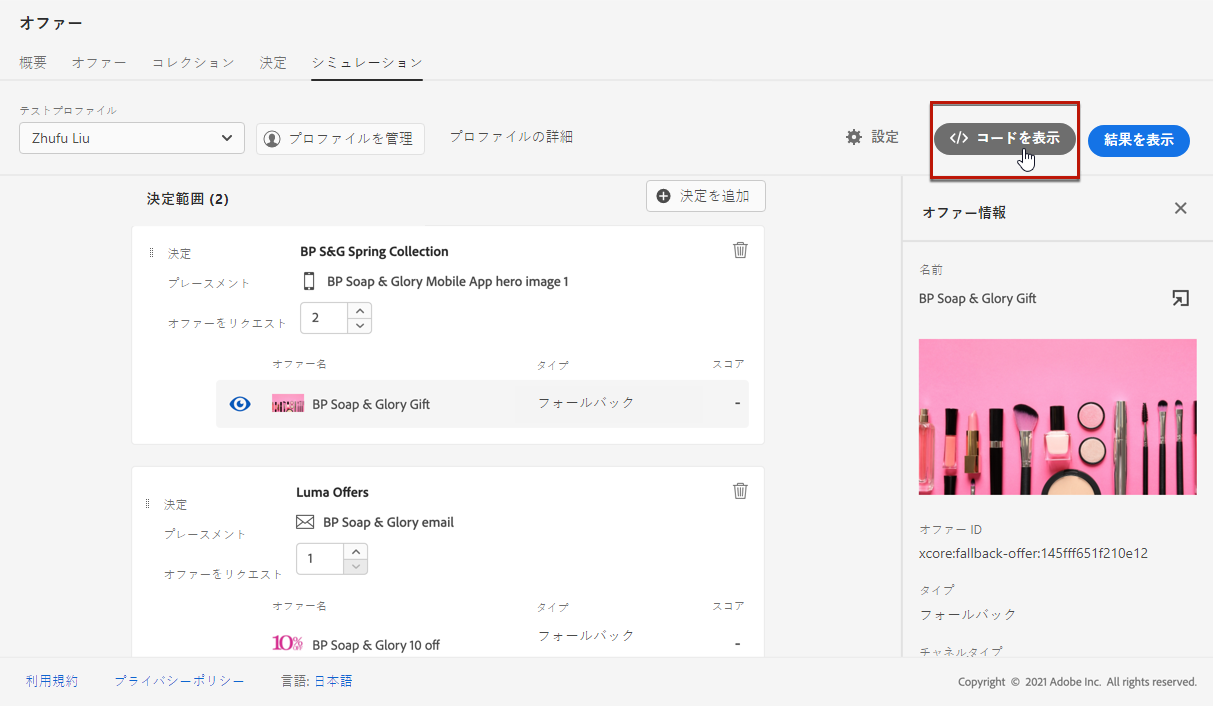 オファー
概要 オファー コレクション 決定 シミュレーション
テストプロファイル
Zhufu Liu
プロファイルを管理
プロファイルの詳細
設定
</> コードを表示
結果を表示
決定範囲 (2)
決定を追加
決定 BP S&G Spring Collection
プレースメント BP Soap & Glory Mobile App hero image 1
オファーをリクエスト 2
オファー名 タイプ スコア
BP Soap & Glory Gift フォールバック -
決定 Luma Offers
プレースメント BP Soap & Glory email
オファーをリクエスト 1
オファー名 タイプ スコア
10% OFF BP Soap & Glory 10 off フォールバック -
オファー情報
名前
BP Soap & Glory Gift
オファー ID
xcore:fallback-offer:145fff651f210e12
タイプ
フォールバック
チャネルタイプ
利用規約 プライバシーポリシー 言語: 日本語
Copyright © 2021 Adobe Inc. All rights reserved.